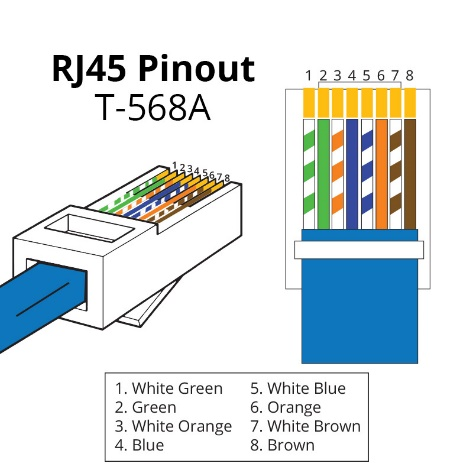 RJ45 Pinout
T-568A
1 2 3 4 5 6 7 8
1 2 3 4 5 6 7 8
1. White Green
2. Green
3. White Orange
4. Blue
5. White Blue
6. Orange
7. White Brown
8. Brown